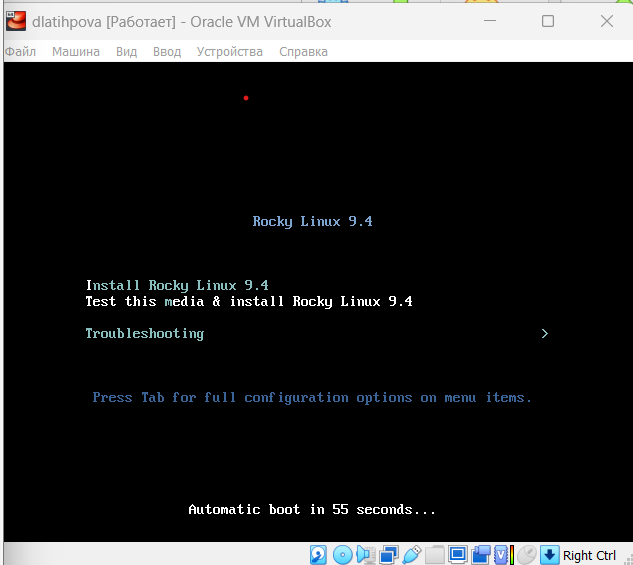 dlatihpova [Работает] - Oracle VM VirtualBox
Файл Машина Вид Ввод Устройства Справка
Rocky Linux 9.4
Install Rocky Linux 9.4
Test this media & install Rocky Linux 9.4
Troubleshooting >
Press Tab for full configuration options on menu items.
Automatic boot in 55 seconds...
Right Ctrl